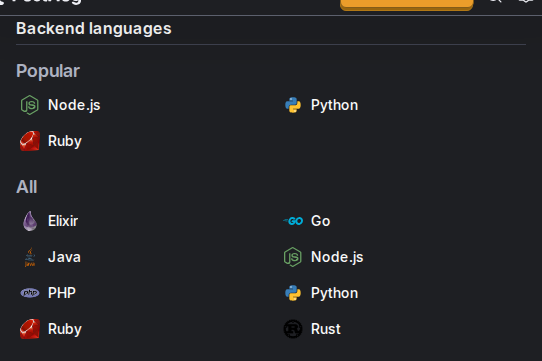 Backend languages
Popular
Node.js
Python
Ruby
All
Elixir
Go
Java
Node.js
PHP
Python
Ruby
Rust